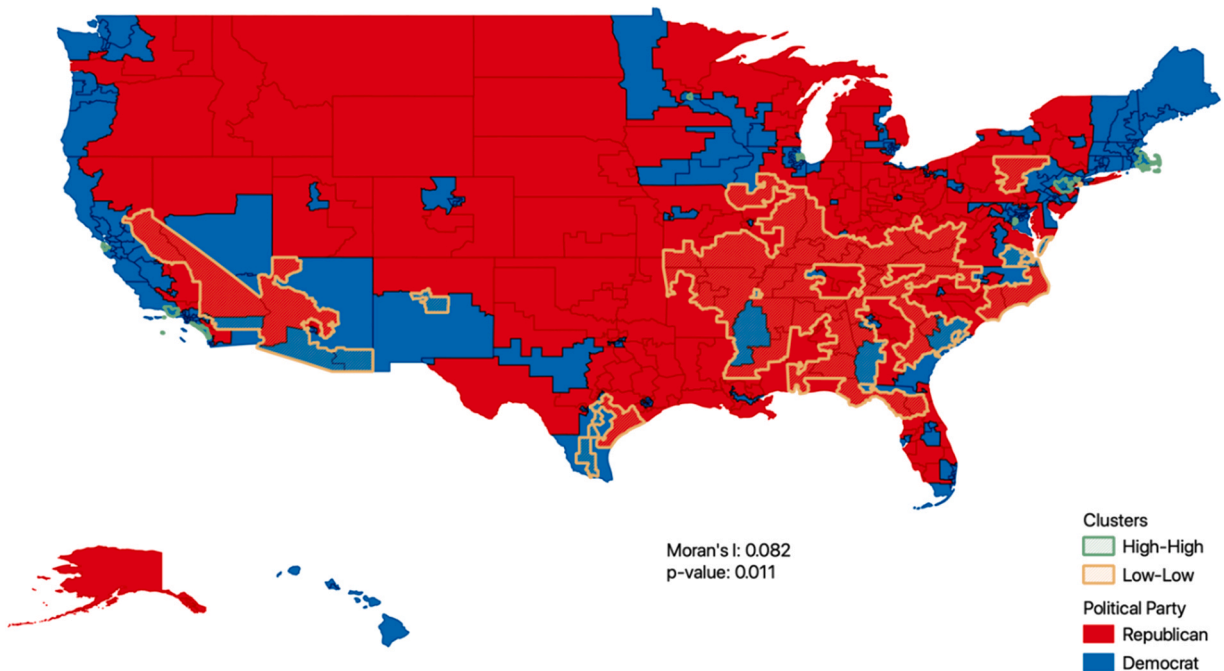 Moran's I: 0.082
p-value: 0.011
Clusters
High-High
Low-Low
Political Party
Republican
Democrat